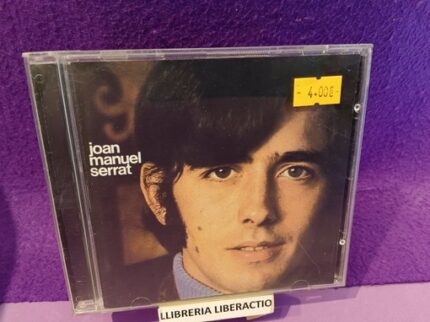 - 4.00€ -
joan
manuel
serrat
LLIBRERIA LIBERACTIO